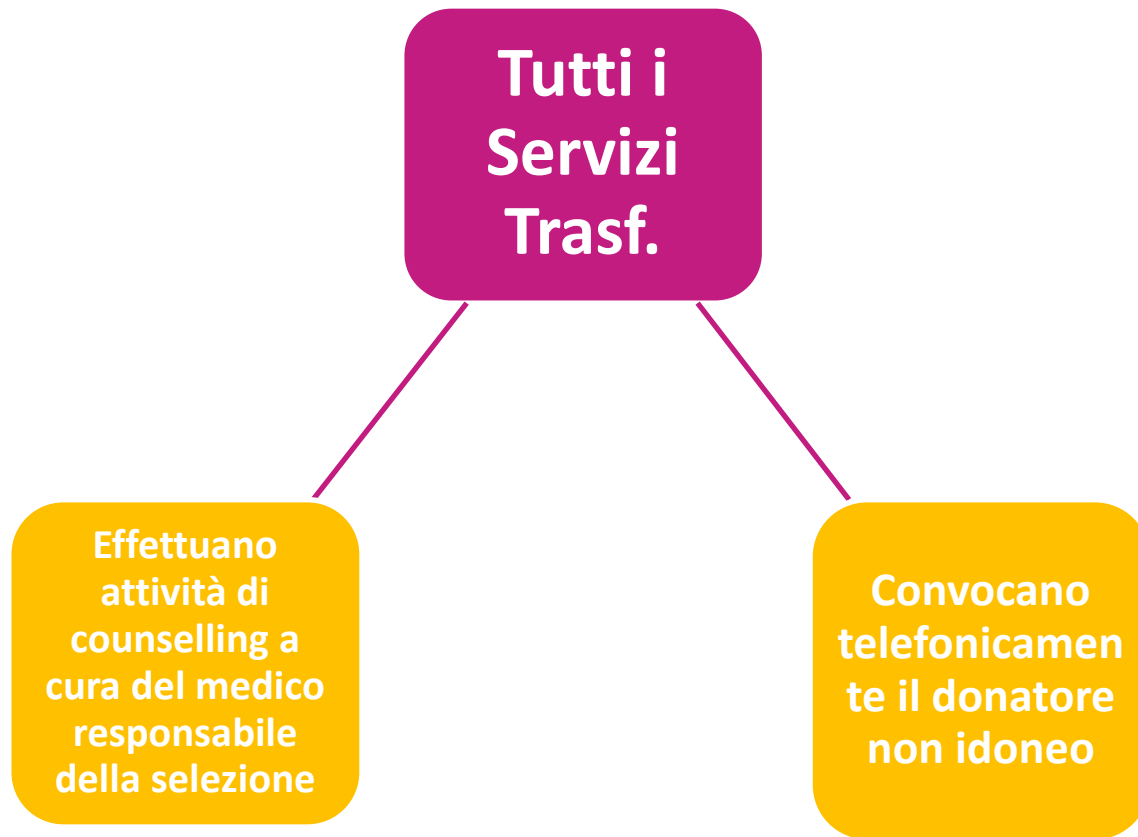 Tutti i
Servizi
Trasf.
Effettuano
attività di
counselling a
cura del medico
responsabile
della selezione
Convocano
telefonicamen
te il donatore
non idoneo